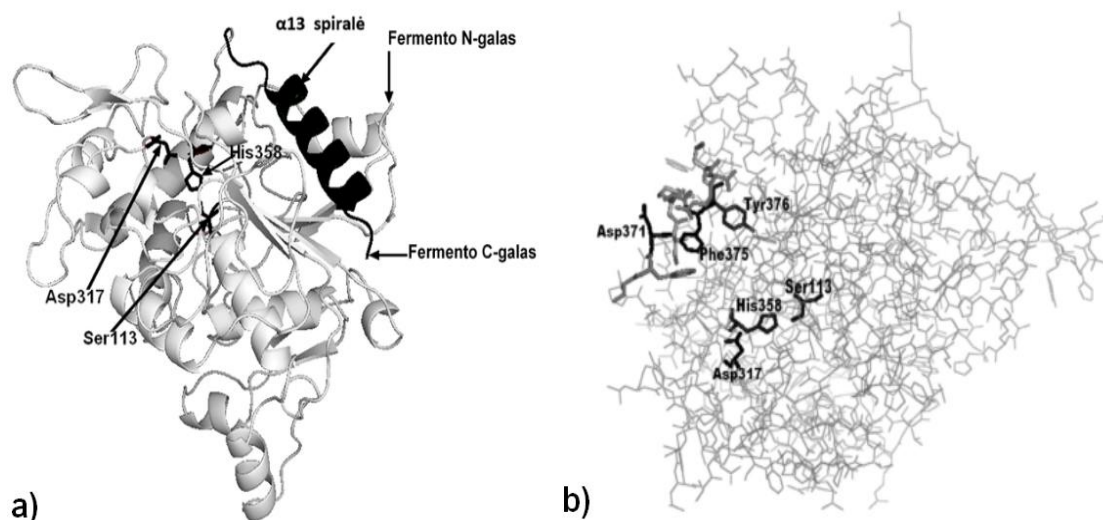 α13 spiralė
Fermento N-galas
His358
Fermento C-galas
Asp317
Ser113
a)
Tyr376
Asp371
Phe375
Ser113
His358
Asp317
b)